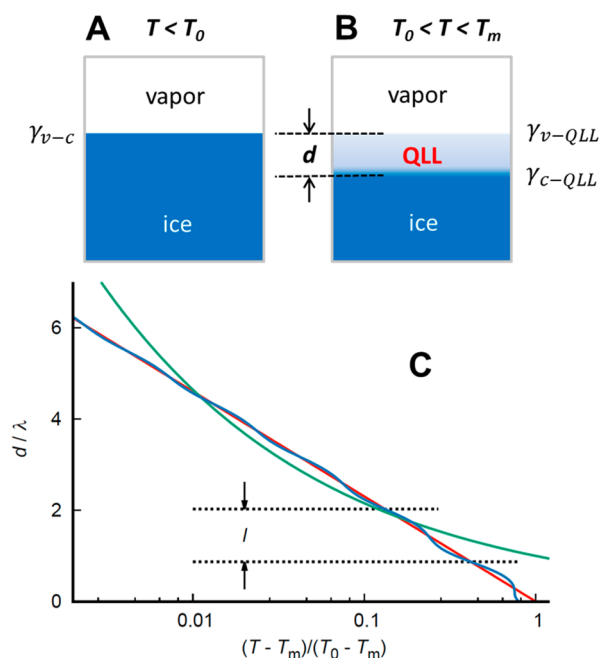 A T < T₀
B T₀ < T < Tₘ
vapor
vapor
γᵥ₋c
d
QLL
γᵥ₋QLL
γc₋QLL
ice
ice
C
6
4
2
0
d / λ
l
0.01 0.1 1
(T - Tₘ)/(T₀ - Tₘ)